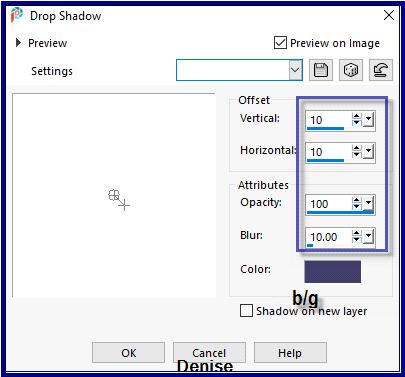 Drop Shadow
Preview
Preview on Image
Settings
Offset
Vertical: 10
Horizontal: 10
Attributes
Opacity: 100
Blur: 10.00
Color:
b/g
Shadow on new layer
OK Cancel Help
Denise